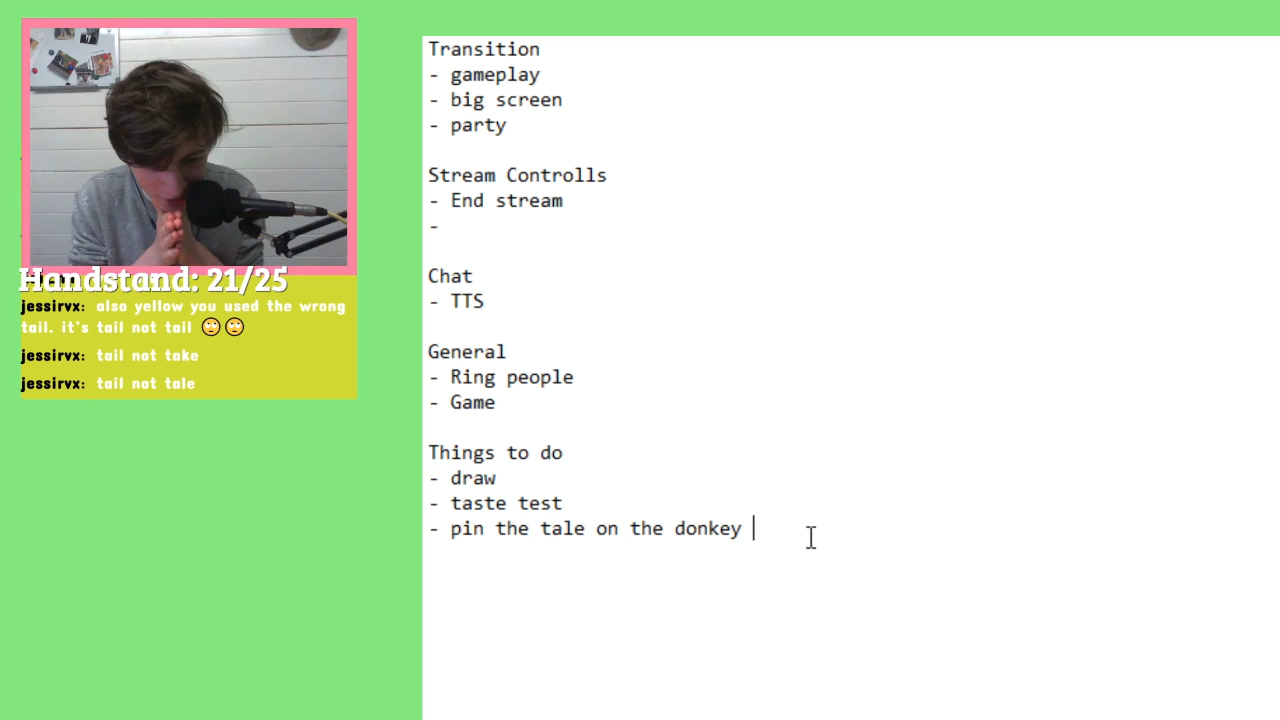 Handstand: 21/25
jessirvx: also yellow you used the wrong
tail. it's tail not tail 🙄🙄
jessirvx: tail not take
jessirvx: tail not tale
Transition
- gameplay
- big screen
- party
Stream Controlls
- End stream
-
Chat
- TTS
General
- Ring people
- Game
Things to do
- draw
- taste test
- pin the tale on the donkey